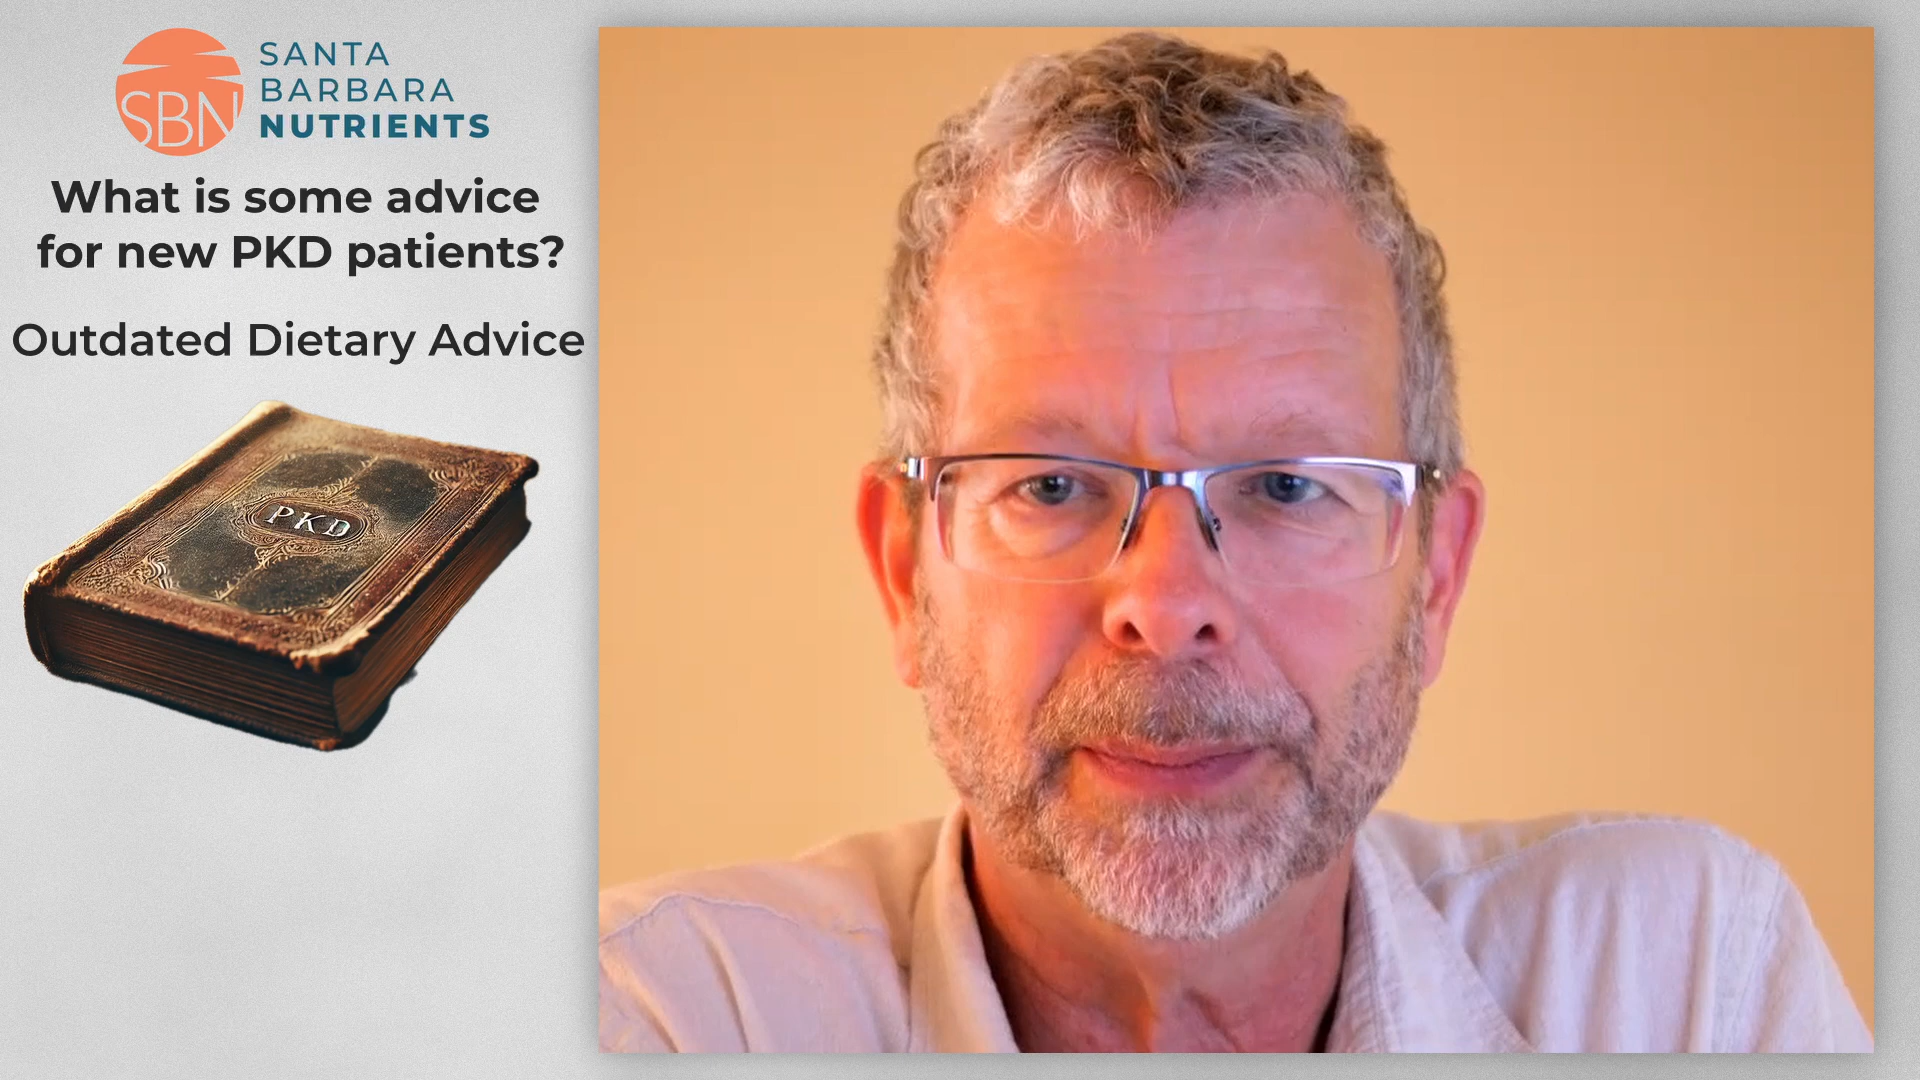 SBN
SANTA
BARBARA
NUTRIENTS
What is some advice
for new PKD patients?
Outdated Dietary Advice
PKD